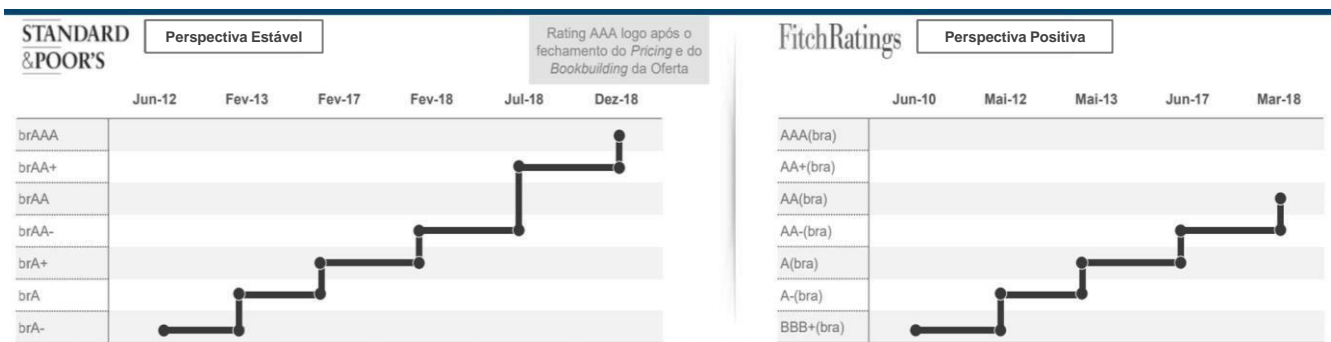 STANDARD
&POOR'S
Perspectiva Estável
Rating AAA logo após o
fechamento do Pricing e do
Bookbuilding da Oferta
Jun-12 Fev-13 Fev-17 Fev-18 Jul-18 Dez-18
brAAA
brAA+
brAA
brAA-
brA+
brA
brA-
FitchRatings
Perspectiva Positiva
Jun-10 Mai-12 Mai-13 Jun-17 Mar-18
AAA(bra)
AA+(bra)
AA(bra)
AA-(bra)
A(bra)
A-(bra)
BBB+(bra)